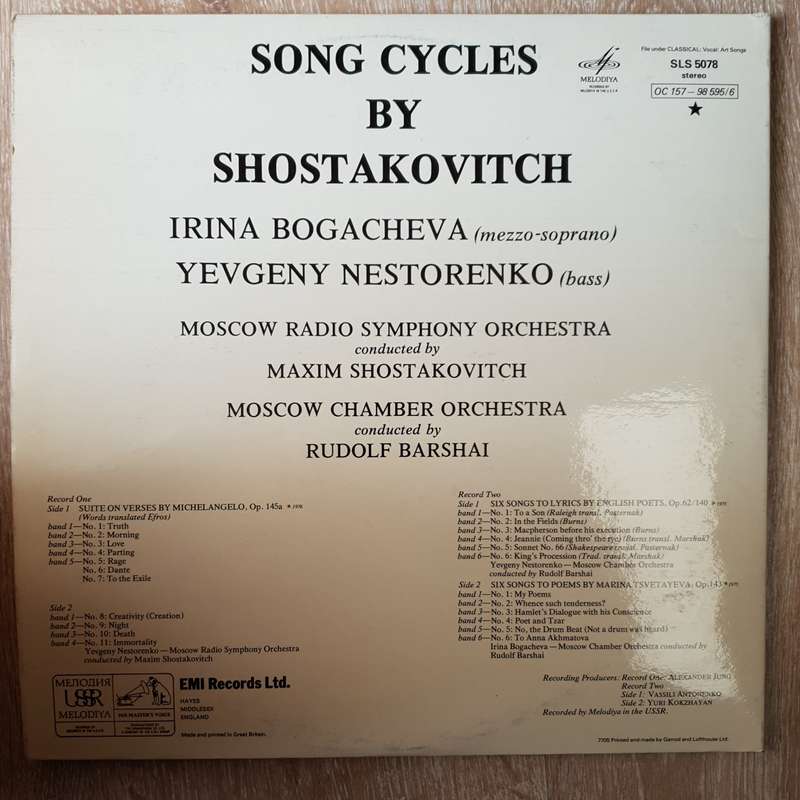 SONG CYCLES
BY
SHOSTAKOVITCH
MELODIYA
RECORDED BY
MELODIYA IN THE U.S.S.R.
File under CLASSICAL: Vocal: Art Songs
SLS 5078
stereo
OC 157 – 98 595/6
★
IRINA BOGACHEVA (mezzo-soprano)
YEVGENY NESTORENKO (bass)
MOSCOW RADIO SYMPHONY ORCHESTRA
conducted by
MAXIM SHOSTAKOVITCH
MOSCOW CHAMBER ORCHESTRA
conducted by
RUDOLF BARSHAI
Record One
Side 1 SUITE ON VERSES BY MICHELANGELO, Op. 145a ℗ 1976
(Words translated Efros)
band 1—No. 1: Truth
band 2—No. 2: Morning
band 3—No. 3: Love
band 4—No. 4: Parting
band 5—No. 5: Rage
No. 6: Dante
No. 7: To the Exile
Side 2
band 1—No. 8: Creativity (Creation)
band 2—No. 9: Night
band 3—No. 10: Death
band 4—No. 11: Immortality
Yevgeny Nestorenko — Moscow Radio Symphony Orchestra
conducted by Maxim Shostakovitch
Record Two
Side 1 SIX SONGS TO LYRICS BY ENGLISH POETS, Op.62/140
band 1—No. 1: To a Son (Raleigh transl. Pasternak)
band 2—No. 2: In the Fields (Burns)
band 3—No. 3: Macpherson before his execution (Burns)
band 4—No. 4: Jeannie (Coming thro' the rye) (Burns transl. Marshak)
band 5—No. 5: Sonnet No. 66 (Shakespeare transl. Pasternak)
band 6—No. 6: King's Procession (Trad. transl. Marshak)
Yevgeny Nestorenko — Moscow Chamber Orchestra
conducted by Rudolf Barshai
Side 2 SIX SONGS TO POEMS BY MARINA TSVETAYEVA, Op.143
band 1—No. 1: My Poems
band 2—No. 2: Whence such tenderness?
band 3—No. 3: Hamlet's Dialogue with his Conscience
band 4—No. 4: Poet and Tzar
band 5—No. 5: No, the Drum Beat (Not a drum was heard)
band 6—No. 6: To Anna Akhmatova
Irina Bogacheva — Moscow Chamber Orchestra conducted by
Rudolf Barshai
Recording Producers: Record One: ALEXANDER JUNG
Record Two
Side 1: VASSILI ANTONENKO
Side 2: YURI KOKZHAYAN
Recorded by Melodiya in the USSR.
МЕЛОДИЯ
USSR
MELODIYA
"HIS MASTER'S VOICE"
EMI Records Ltd.
HAYES
MIDDLESEX
ENGLAND
Made and printed in Great Britain.
7705 Printed and made by Garrod and Lofthouse Ltd.